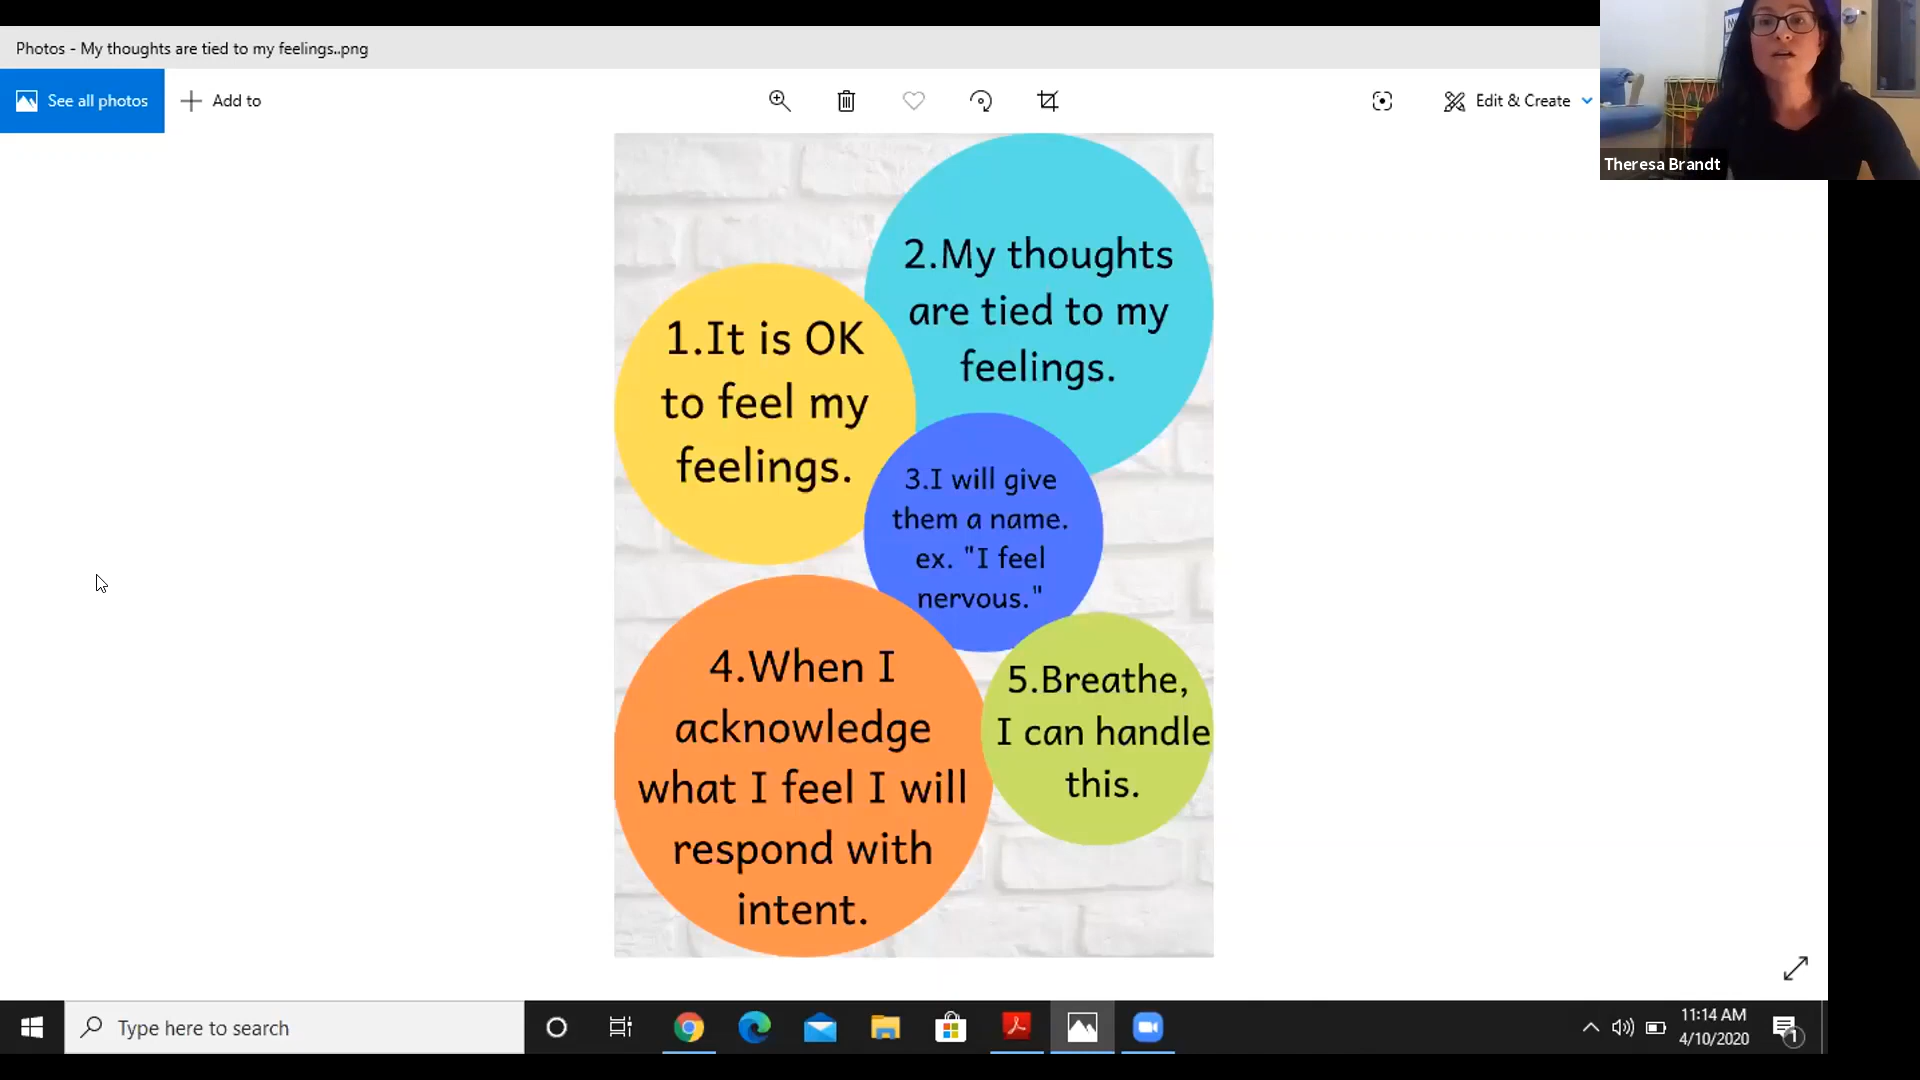 Photos - My thoughts are tied to my feelings..png
See all photos
Add to
Edit & Create
Theresa Brandt
1.It is OK
to feel my
feelings.
2.My thoughts
are tied to my
feelings.
3.I will give
them a name.
ex. "I feel
nervous."
4.When I
acknowledge
what I feel I will
respond with
intent.
5.Breathe,
I can handle
this.
Type here to search
11:14 AM
4/10/2020
1